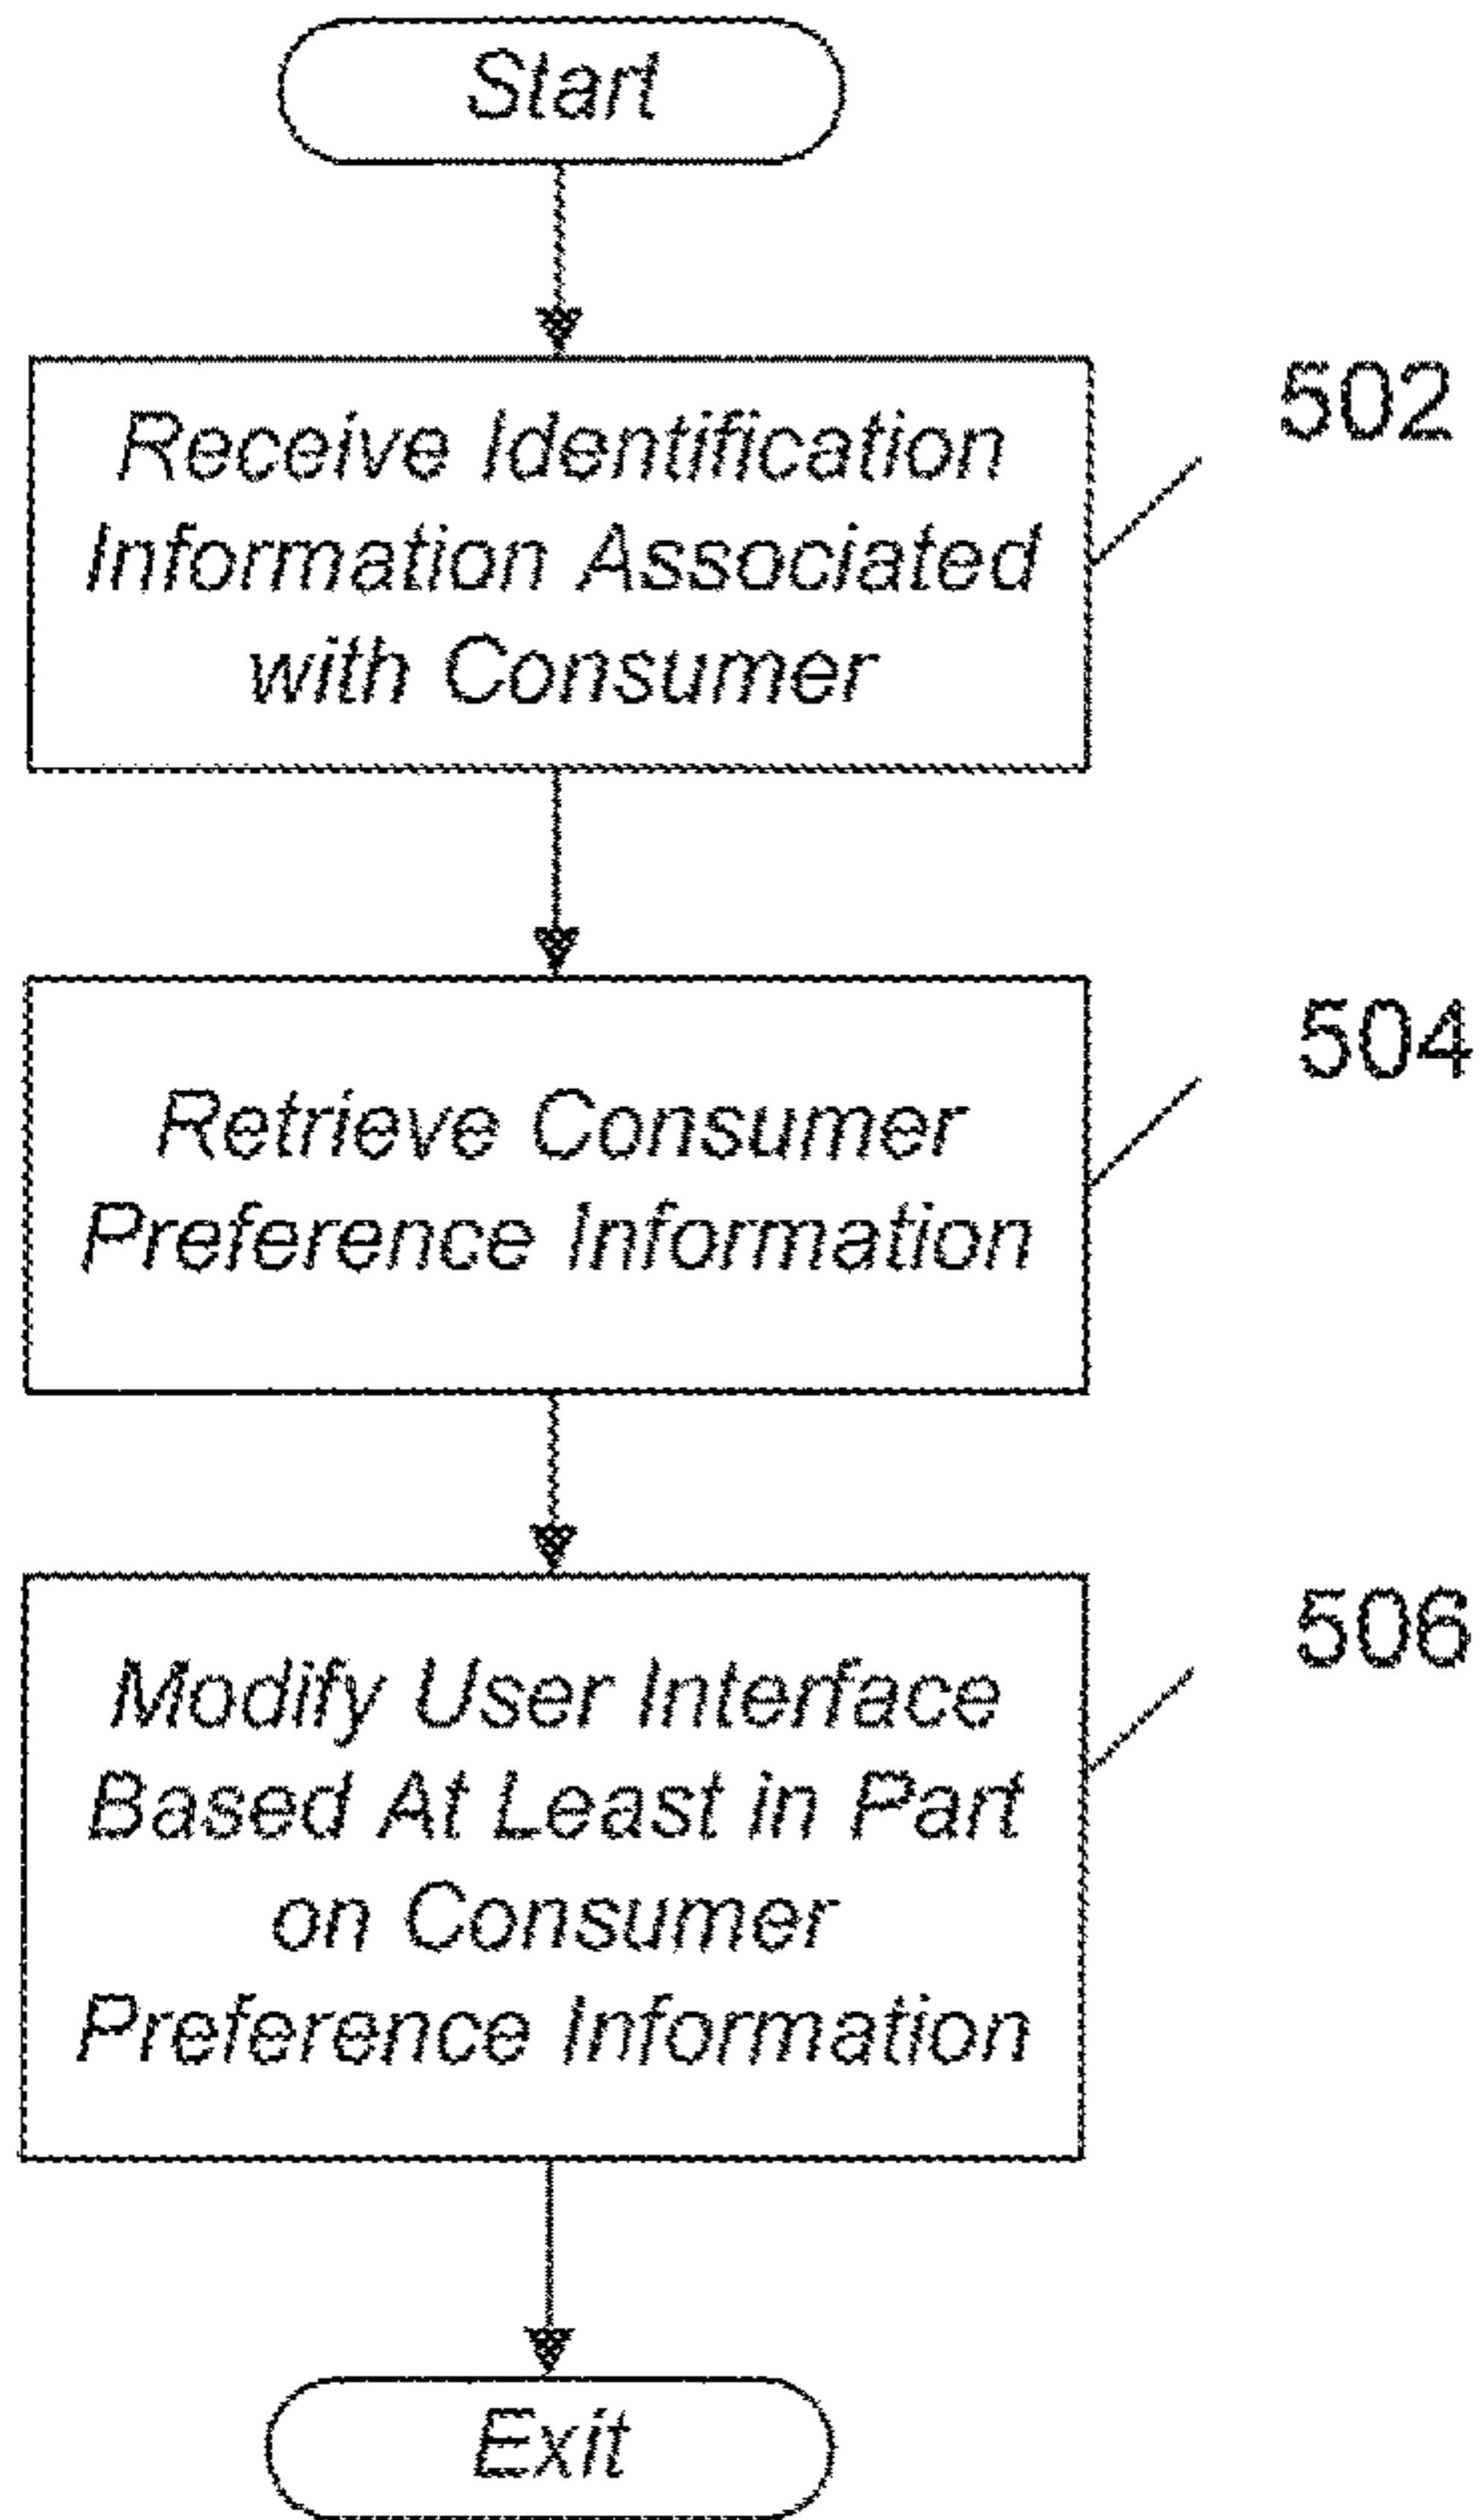 Start
502
Receive Identification
Information Associated
with Consumer
504
Retrieve Consumer
Preference Information
506
Modify User Interface
Based At Least in Part
on Consumer
Preference Information
Exit